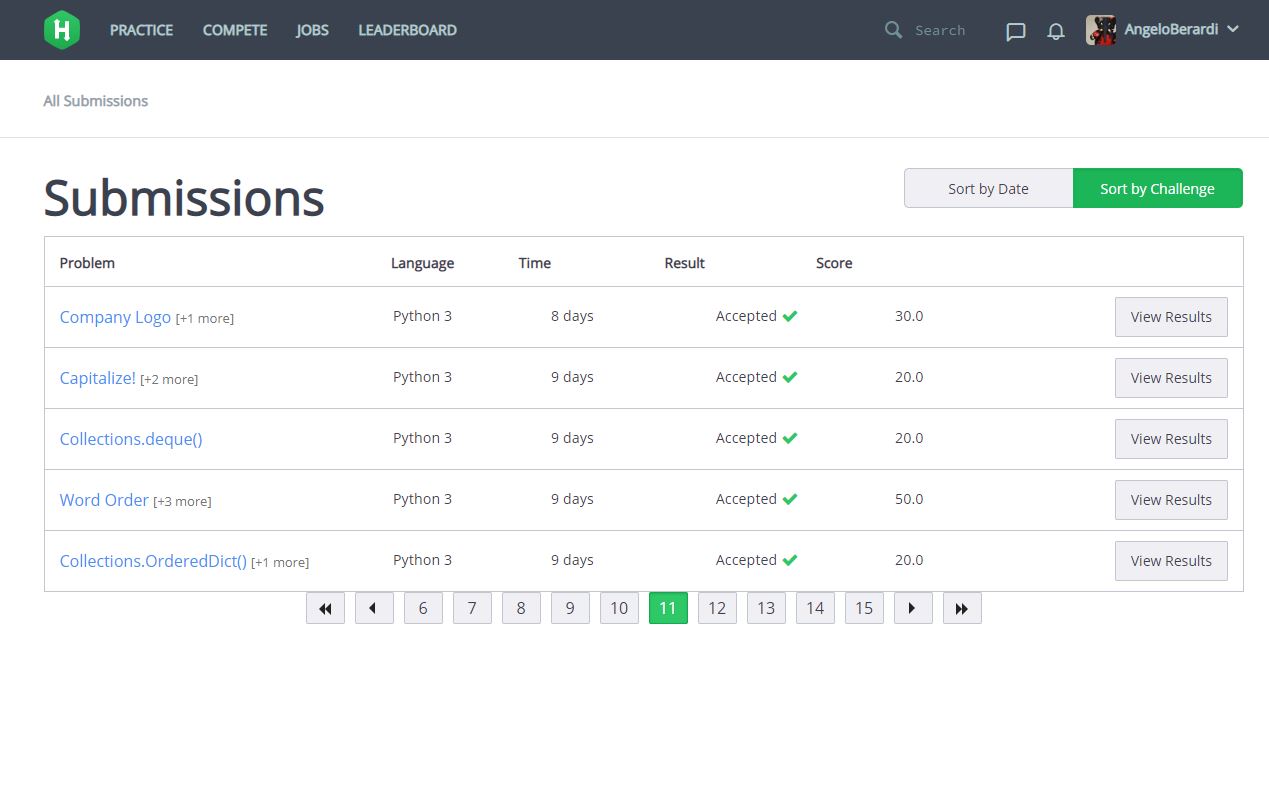 H PRACTICE COMPETE JOBS LEADERBOARD Search AngeloBerardi
All Submissions
Submissions Sort by Date Sort by Challenge
Problem Language Time Result Score
Company Logo [+1 more] Python 3 8 days Accepted 30.0 View Results
Capitalize! [+2 more] Python 3 9 days Accepted 20.0 View Results
Collections.deque() Python 3 9 days Accepted 20.0 View Results
Word Order [+3 more] Python 3 9 days Accepted 50.0 View Results
Collections.OrderedDict() [+1 more] Python 3 9 days Accepted 20.0 View Results
6 7 8 9 10 11 12 13 14 15